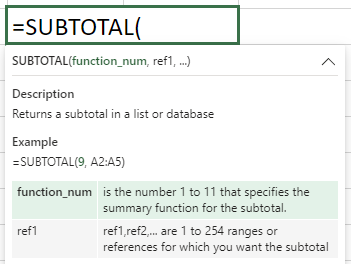 =SUBTOTAL(
SUBTOTAL(function_num, ref1, ...)
Description
Returns a subtotal in a list or database
Example
=SUBTOTAL(9, A2:A5)
function_num is the number 1 to 11 that specifies the
summary function for the subtotal.
ref1 ref1,ref2,... are 1 to 254 ranges or
references for which you want the subtotal